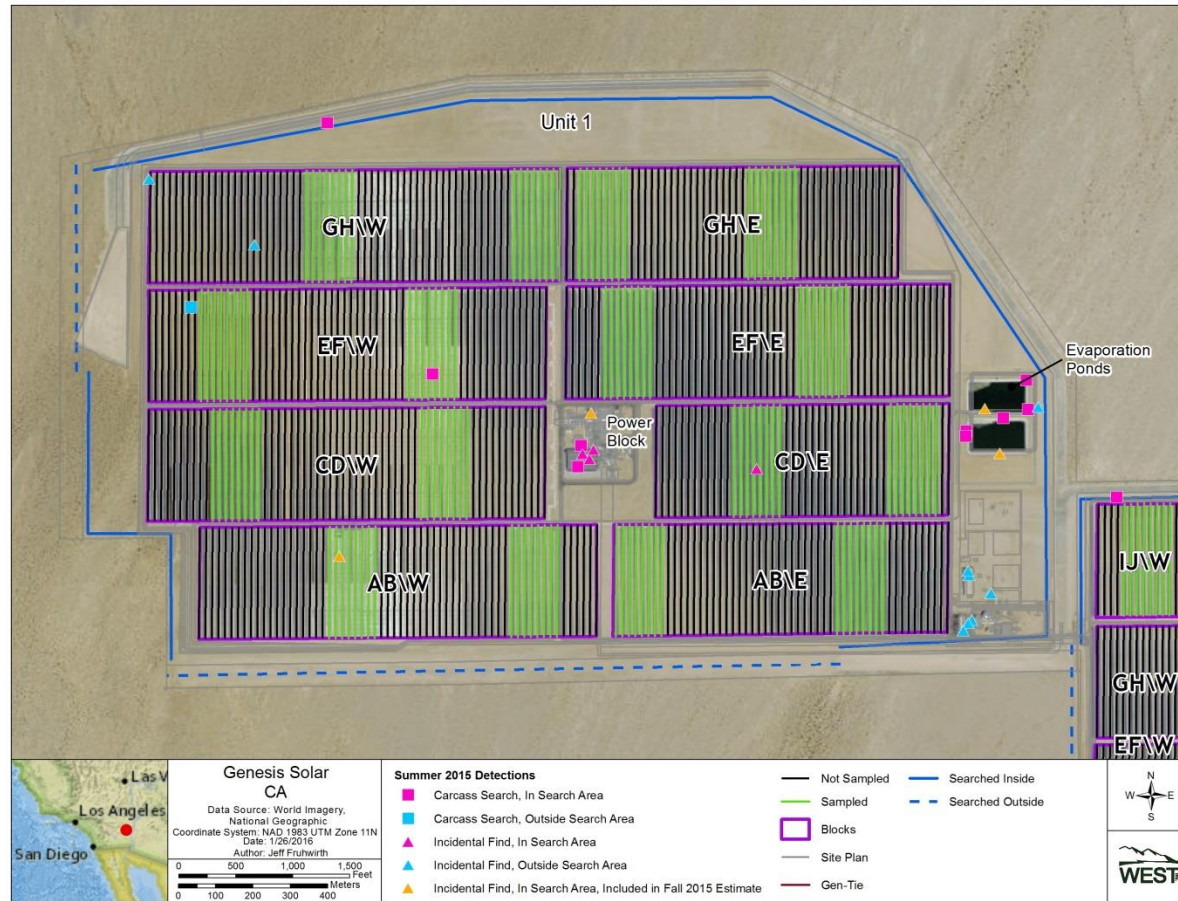 Unit 1
GH\W
GH\E
EF\W
EF\E
Evaporation
Ponds
Power
Block
CD\W
CD\E
AB\W
AB\E
IJ\W
GH\W
EF\W
Las V
Los Angeles
San Diego
Genesis Solar
CA
Data Source: World Imagery,
National Geographic
Coordinate System: NAD 1983 UTM Zone 11N
Date: 1/26/2016
Author: Jeff Fruhwirth
0 500 1,000 1,500
Feet
Meters
0 100 200 300 400
Summer 2015 Detections
Carcass Search, In Search Area
Carcass Search, Outside Search Area
Incidental Find, In Search Area
Incidental Find, Outside Search Area
Incidental Find, In Search Area, Included in Fall 2015 Estimate
Not Sampled
Sampled
Blocks
Site Plan
Gen-Tie
Searched Inside
Searched Outside
N
W E
S
WEST